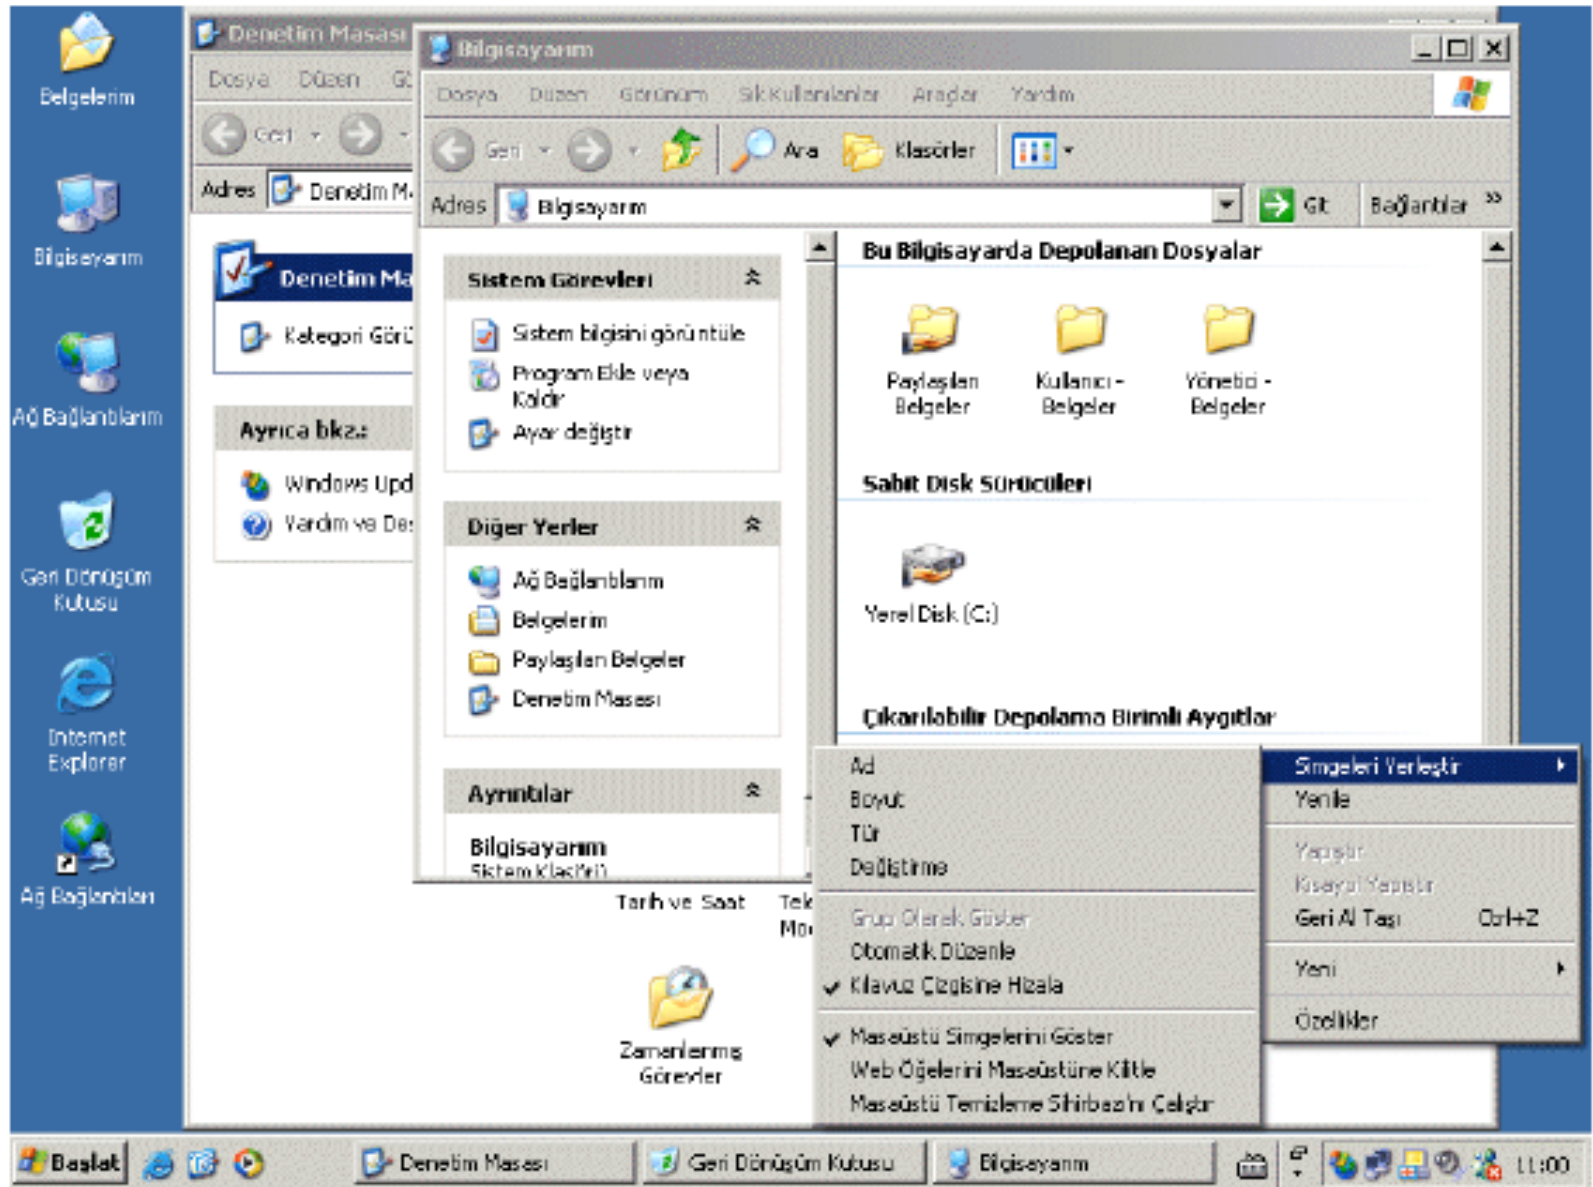 Belgelerim
Bilgisayarım
Ağ Bağlantılarım
Geri Dönüşüm
Kutusu
Internet
Explorer
Ağ Bağlantıları
Denetim Masası
Dosya Düzen
Geri
Adres Denetim M
Denetim Ma
Kategori Görü
Ayrıca bkz.:
Windows Upd
Yardım ve Des
Bilgisayarım
Dosya Düzen Görünüm Sık Kullanılanlar Araçlar Yardım
Geri Ara Klasörler
Adres Bilgisayarım Git Bağlantılar »
Sistem Görevleri
Sistem bilgisini görüntüle
Program Ekle veya
Kaldır
Ayar değiştir
Diğer Yerler
Ağ Bağlantılarım
Belgelerim
Paylaşılan Belgeler
Denetim Masası
Ayrıntılar
Bilgisayarım
Sistem Klasörü
Bu Bilgisayarda Depolanan Dosyalar
Paylaşılan
Belgeler
Kullanıcı -
Belgeler
Yönetici -
Belgeler
Sabit Disk Sürücüleri
Yerel Disk (C:)
Çıkarılabilir Depolama Birimli Aygıtlar
Tarih ve Saat
Zamanlanmış
Görevler
Ad
Boyut
Tür
Değiştirme
Grup Olarak Göster
Otomatik Düzenle
Kılavuz Çizgisine Hizala
Masaüstü Simgelerini Göster
Web Öğelerini Masaüstüne Kilitle
Masaüstü Temizleme Sihirbazı'nı Çalıştır
Simgeleri Yerleştir
Yenile
Yapıştır
Kısayol Yapıştır
Geri Al Taşı Ctrl+Z
Yeni
Özellikler
Başlat Denetim Masası Geri Dönüşüm Kutusu Bilgisayarım 11:00